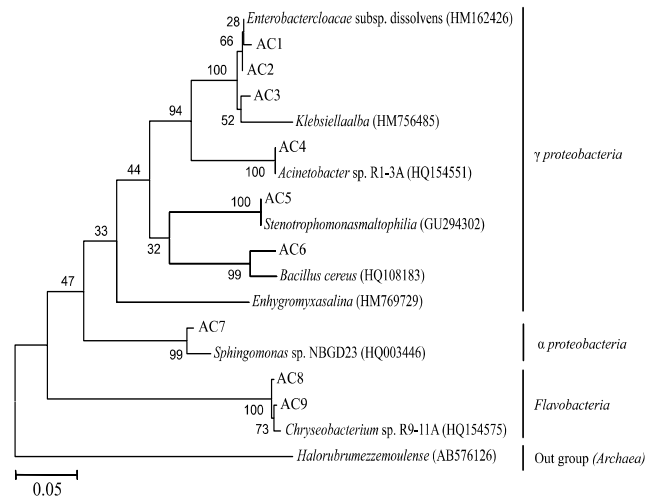 28
Enterobactercloacae subsp. dissolvens (HM162426)
66
AC1
AC2
100
AC3
94
52
Klebsiellaalba (HM756485)
AC4
100
Acinetobacter sp. R1-3A (HQ154551)
44
AC5
100
Stenotrophomonasmaltophilia (GU294302)
33
32
AC6
99
Bacillus cereus (HQ108183)
47
Enhygromyxasalina (HM769729)
AC7
99
Sphingomonas sp. NBGD23 (HQ003446)
AC8
100
AC9
73
Chryseobacterium sp. R9-11A (HQ154575)
Halorubrumezzemoulense (AB576126)
γ proteobacteria
α proteobacteria
Flavobacteria
Out group (Archaea)
0.05